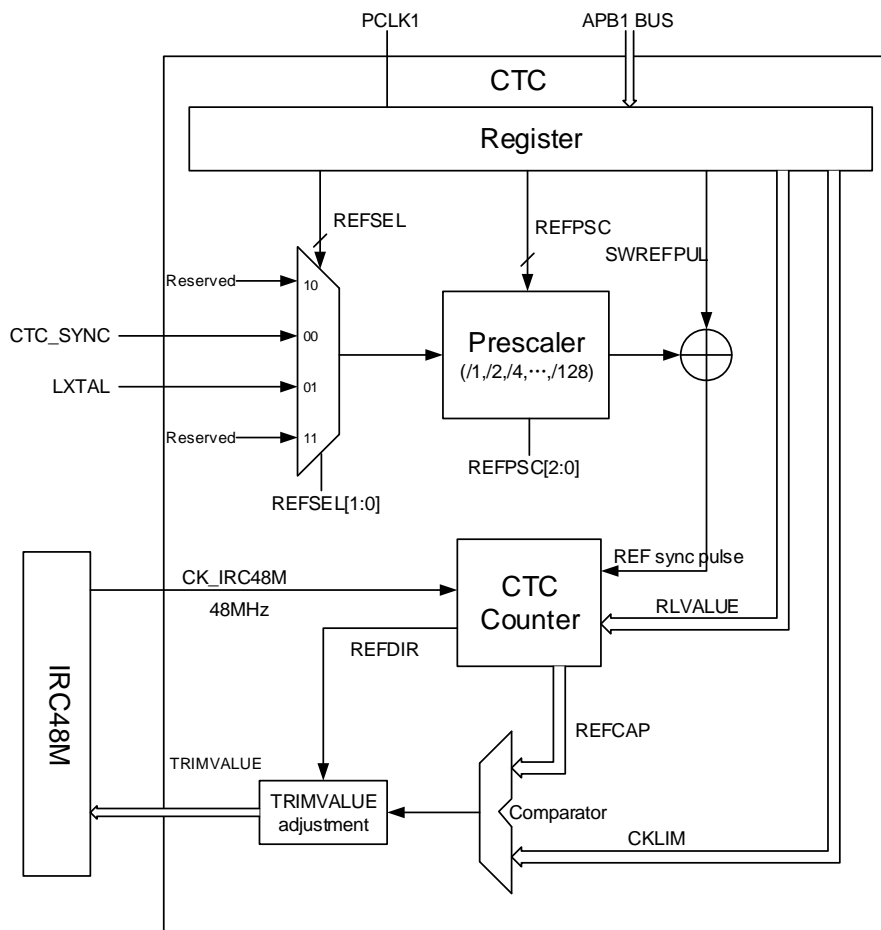 PCLK1
APB1 BUS
CTC
Register
REFSEL
REFPSC
SWREFPUL
Reserved
10
CTC_SYNC
00
Prescaler
(/1,/2,/4,⋯,/128)
LXTAL
01
Reserved
11
REFPSC[2:0]
REFSEL[1:0]
REF sync pulse
CK_IRC48M
48MHz
CTC
Counter
RLVALUE
REFDIR
IRC48M
REFCAP
TRIMVALUE
TRIMVALUE
adjustment
Comparator
CKLIM